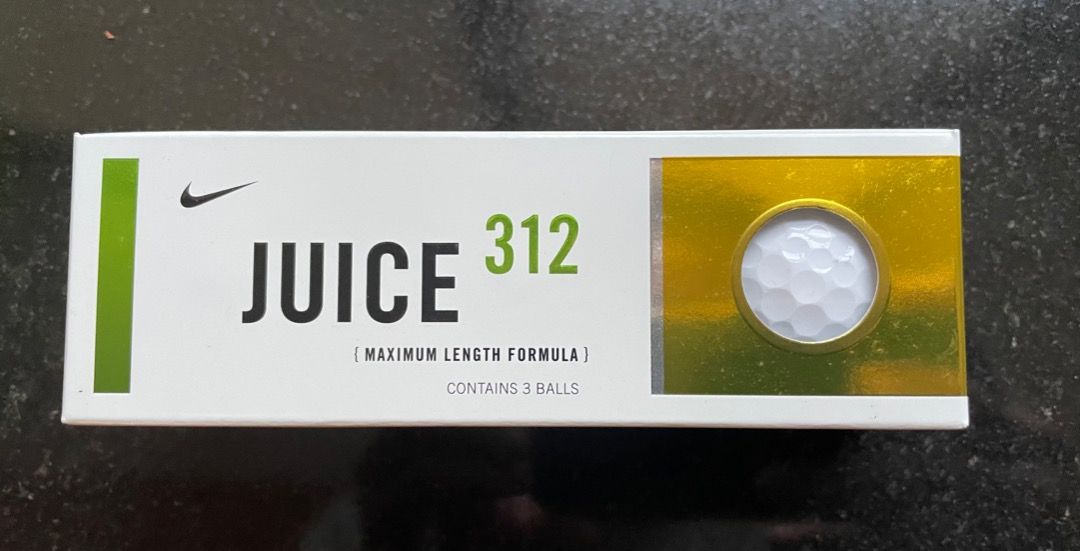 JUICE 312
{ MAXIMUM LENGTH FORMULA }
CONTAINS 3 BALLS